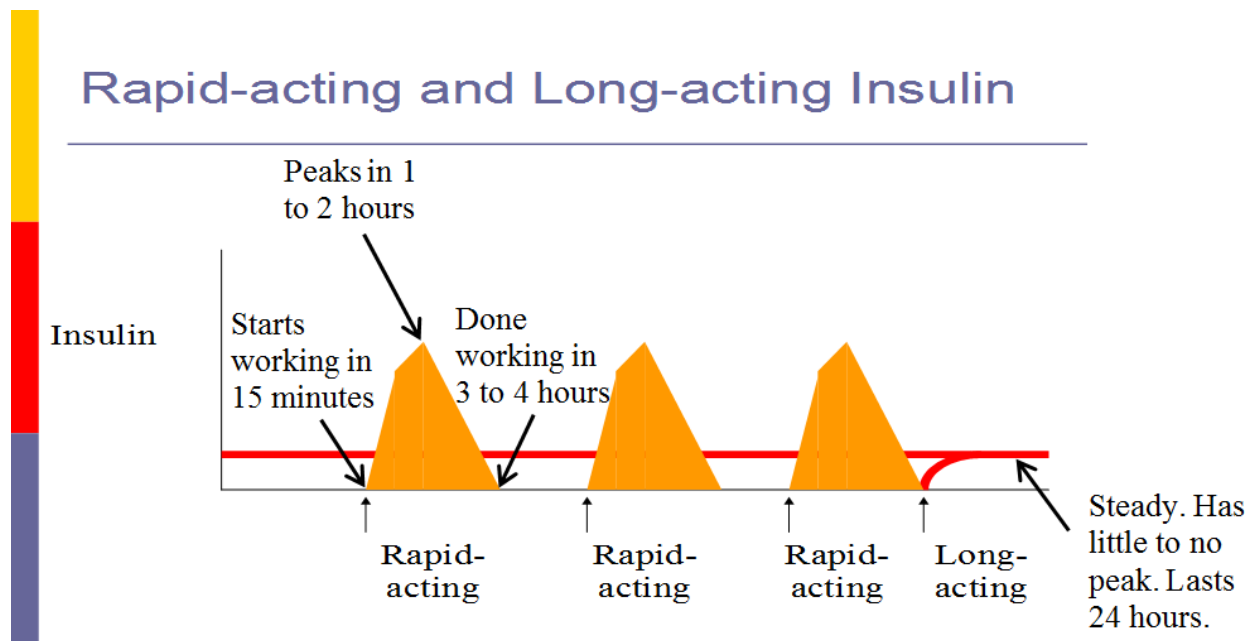 Rapid-acting and Long-acting Insulin
Peaks in 1
to 2 hours
Insulin
Starts
working in
15 minutes
Done
working in
3 to 4 hours
Rapid-
acting
Rapid-
acting
Rapid-
acting
Long-
acting
Steady. Has
little to no
peak. Lasts
24 hours.